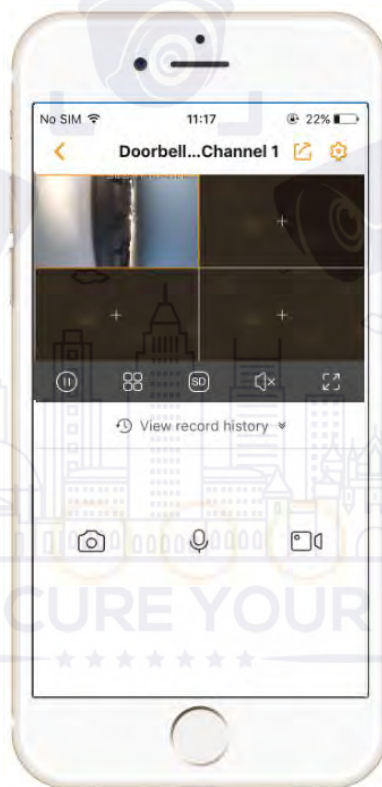 No SIM 11:17 22%
Doorbell...Channel 1
SD
View record history
CURE YOUR